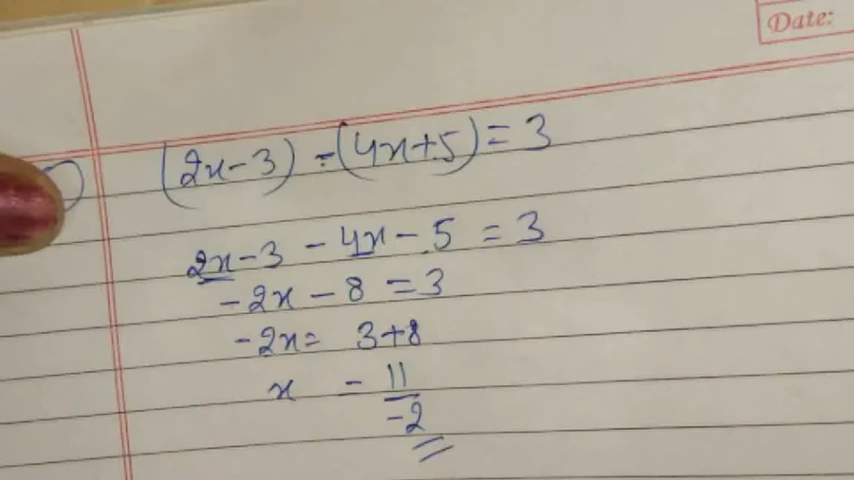 Date:
(2x-3) - (4x+5) = 3
2x-3 - 4x - 5 = 3
-2x - 8 = 3
-2x = 3+8
x - 11/-2